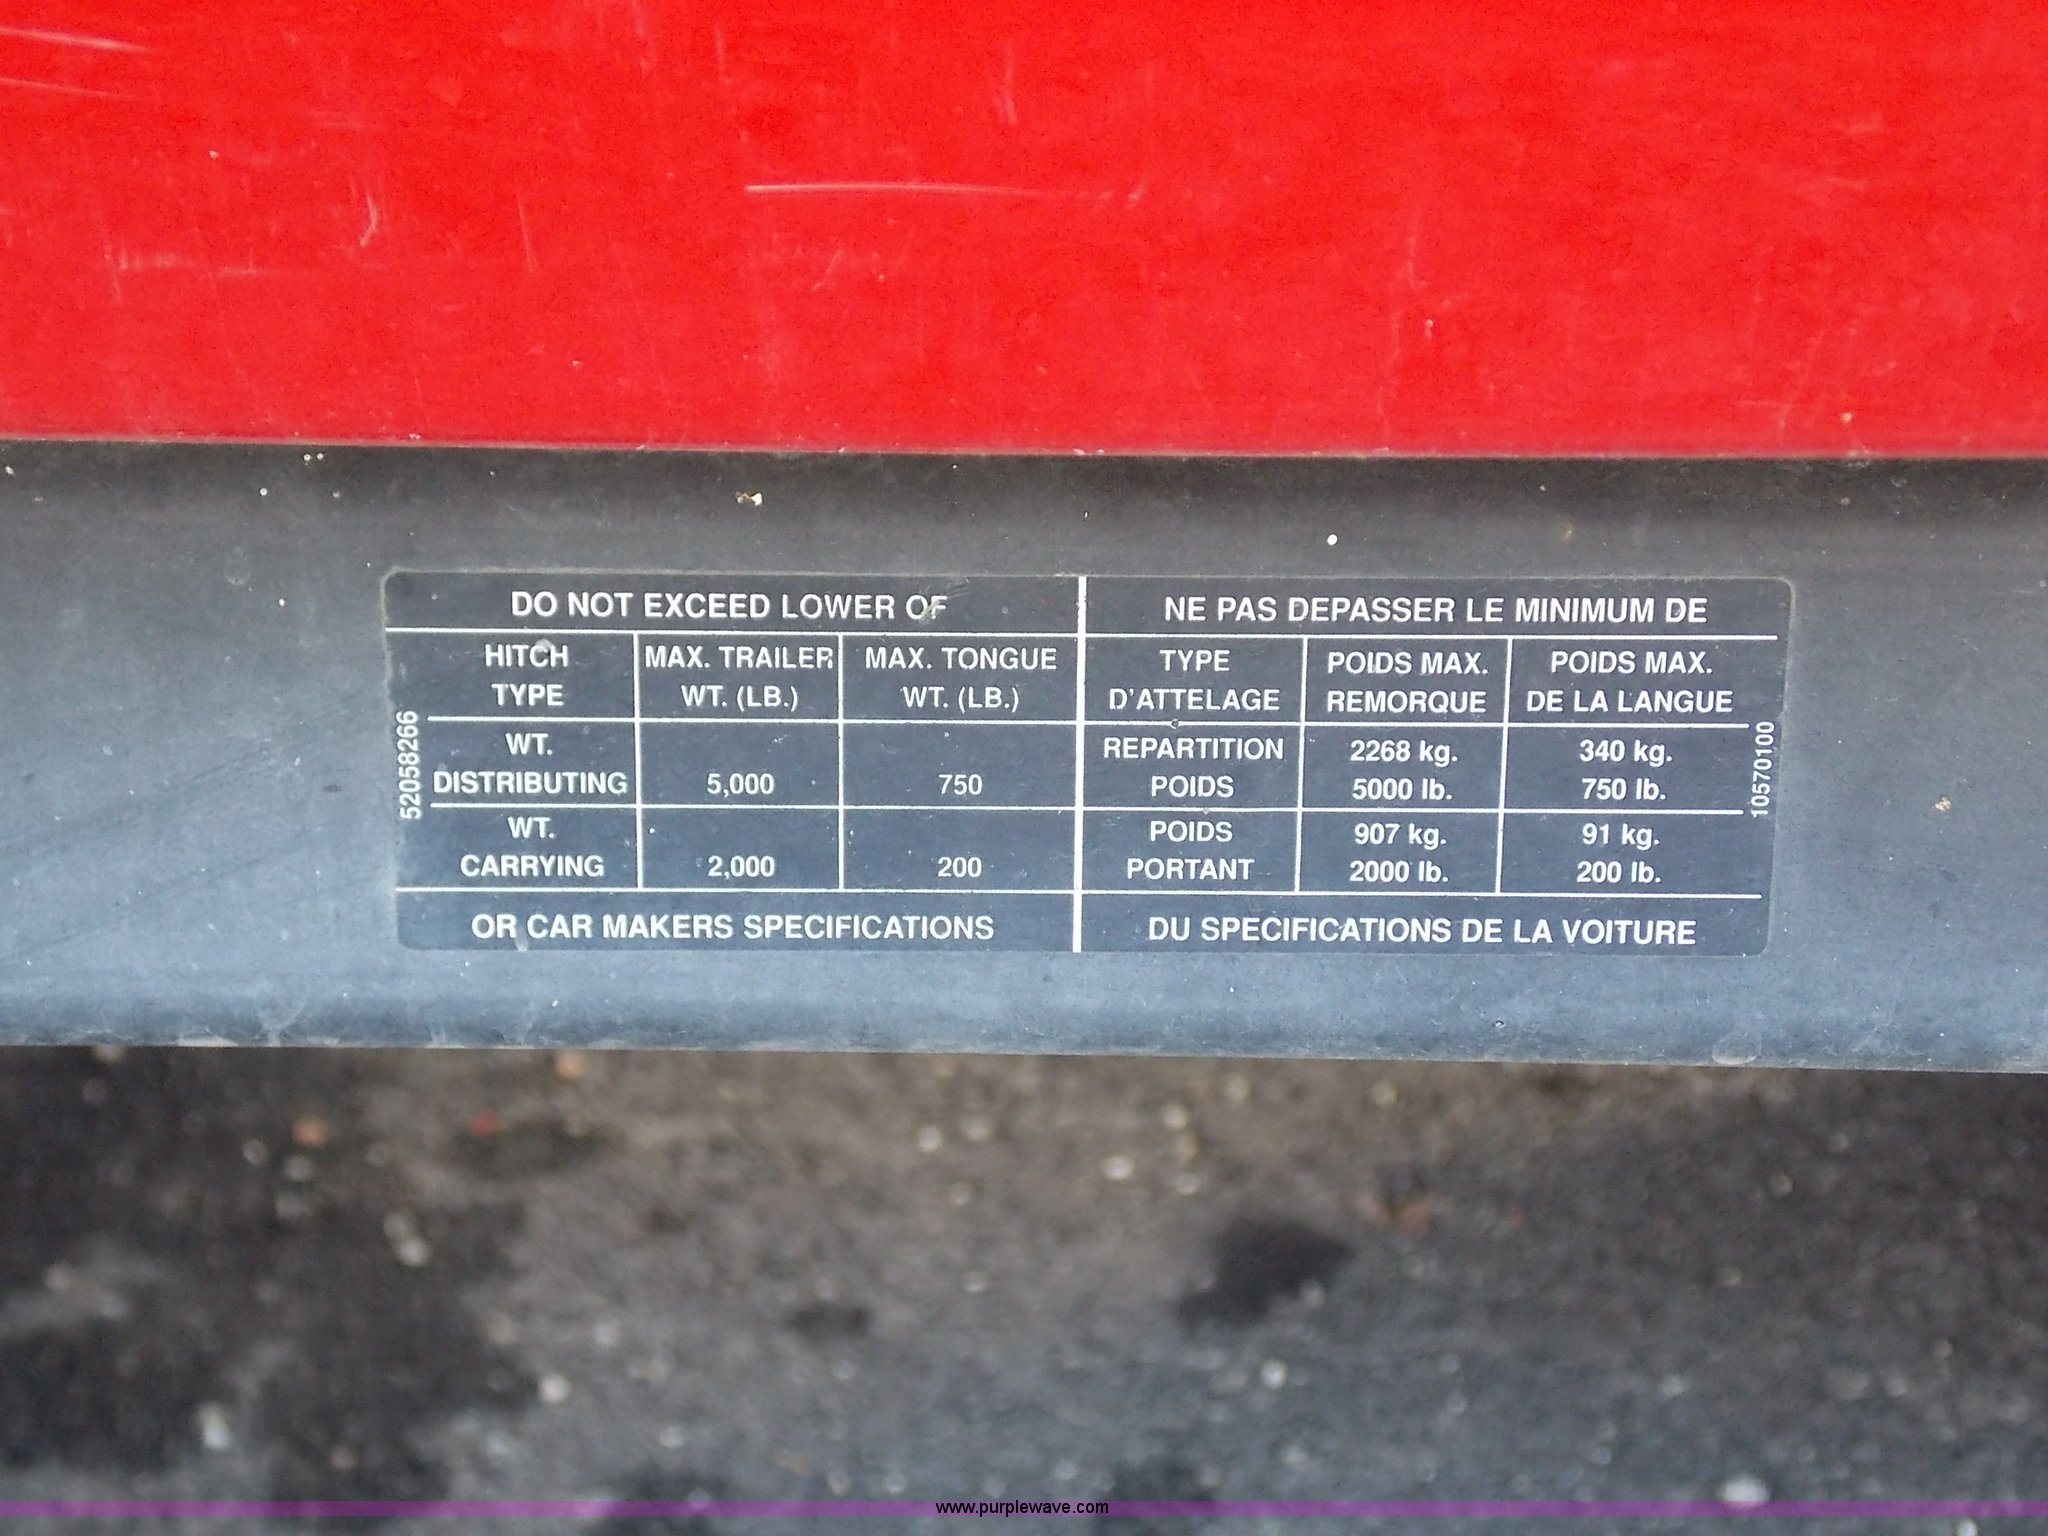 DO NOT EXCEED LOWER OF
HITCH TYPE MAX. TRAILER WT. (LB.) MAX. TONGUE WT. (LB.)
WT. DISTRIBUTING 5,000 750
WT. CARRYING 2,000 200
OR CAR MAKERS SPECIFICATIONS
52058266
NE PAS DEPASSER LE MINIMUM DE
TYPE D'ATTELAGE POIDS MAX. REMORQUE POIDS MAX. DE LA LANGUE
REPARTITION POIDS 2268 kg. 5000 lb. 340 kg. 750 lb.
POIDS PORTANT 907 kg. 2000 lb. 91 kg. 200 lb.
DU SPECIFICATIONS DE LA VOITURE
10570100
www.purplewave.com